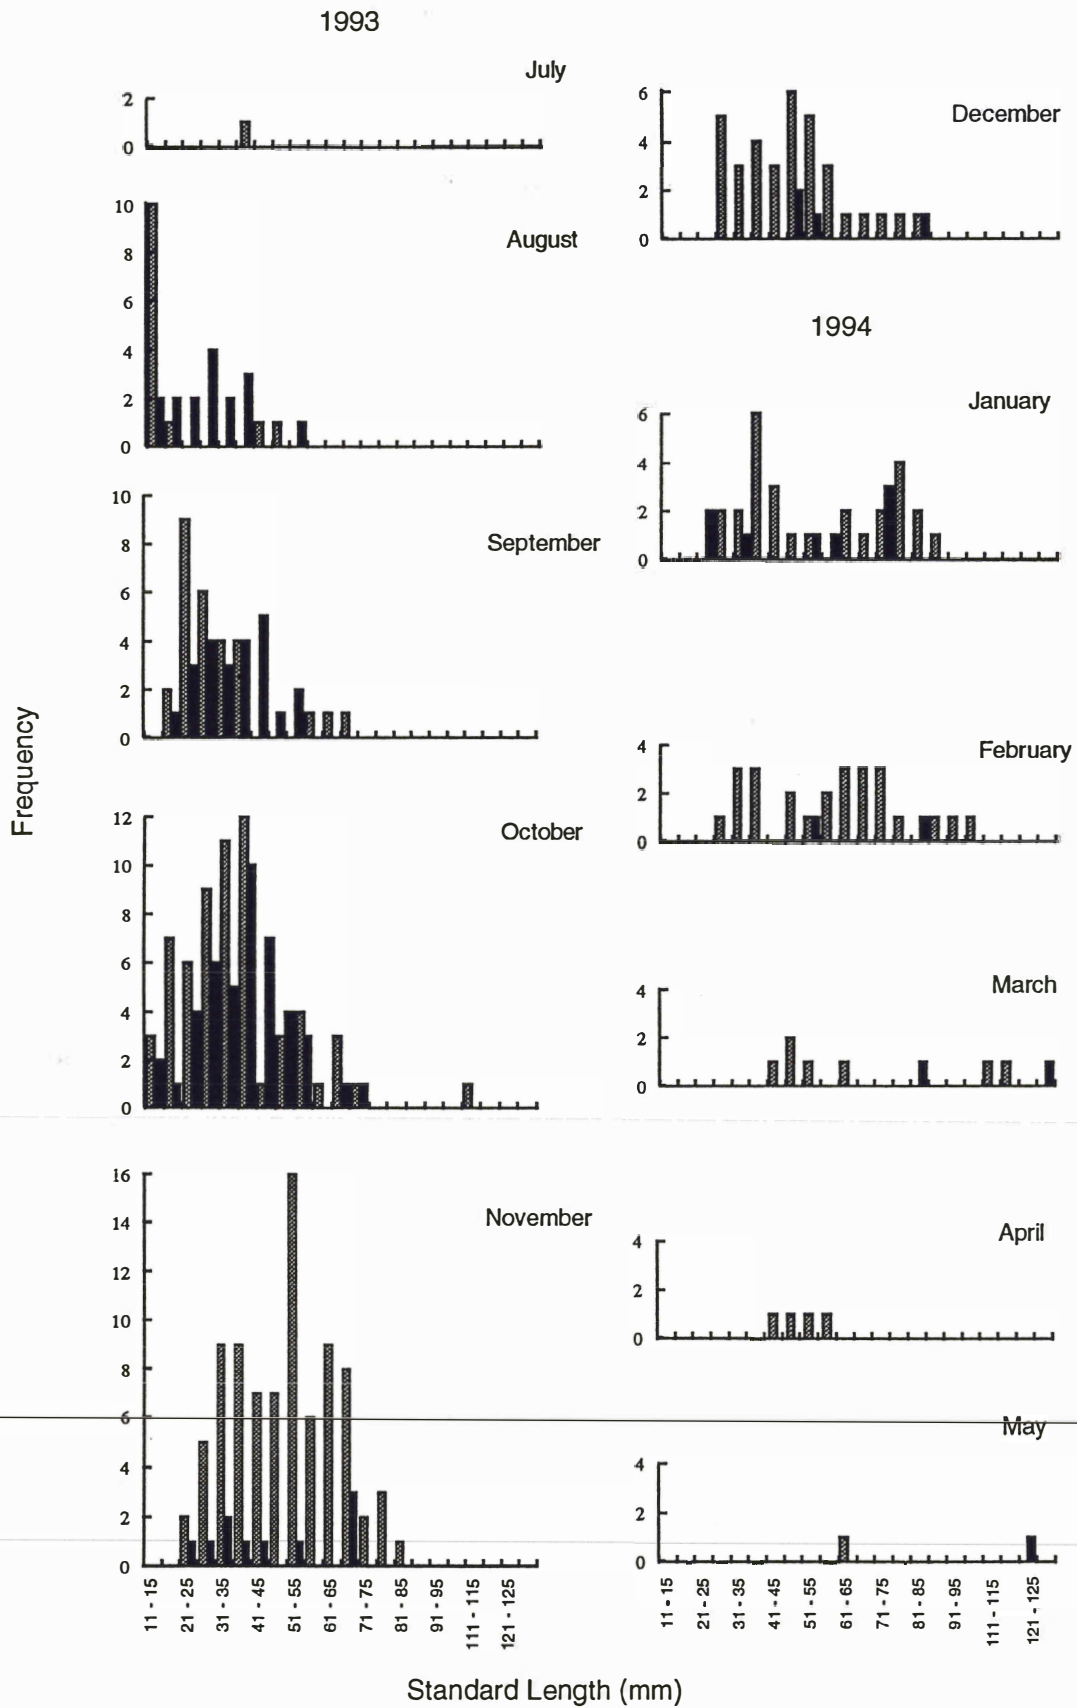 1993
July
2
0
August
10
8
6
4
2
0
September
10
8
6
4
2
0
Frequency
October
12
10
8
6
4
2
0
November
16
14
12
10
8
6
4
2
0
11 - 15
21 - 25
31 - 35
41 - 45
51 - 55
61 - 65
71 - 75
81 - 85
91 - 95
111 - 115
121 - 125
December
6
4
2
0
1994
January
6
4
2
0
February
4
2
0
March
4
2
0
April
4
2
0
May
4
2
0
11 - 15
21 - 25
31 - 35
41 - 45
51 - 55
61 - 65
71 - 75
81 - 85
91 - 95
111 - 115
121 - 125
Standard Length (mm)